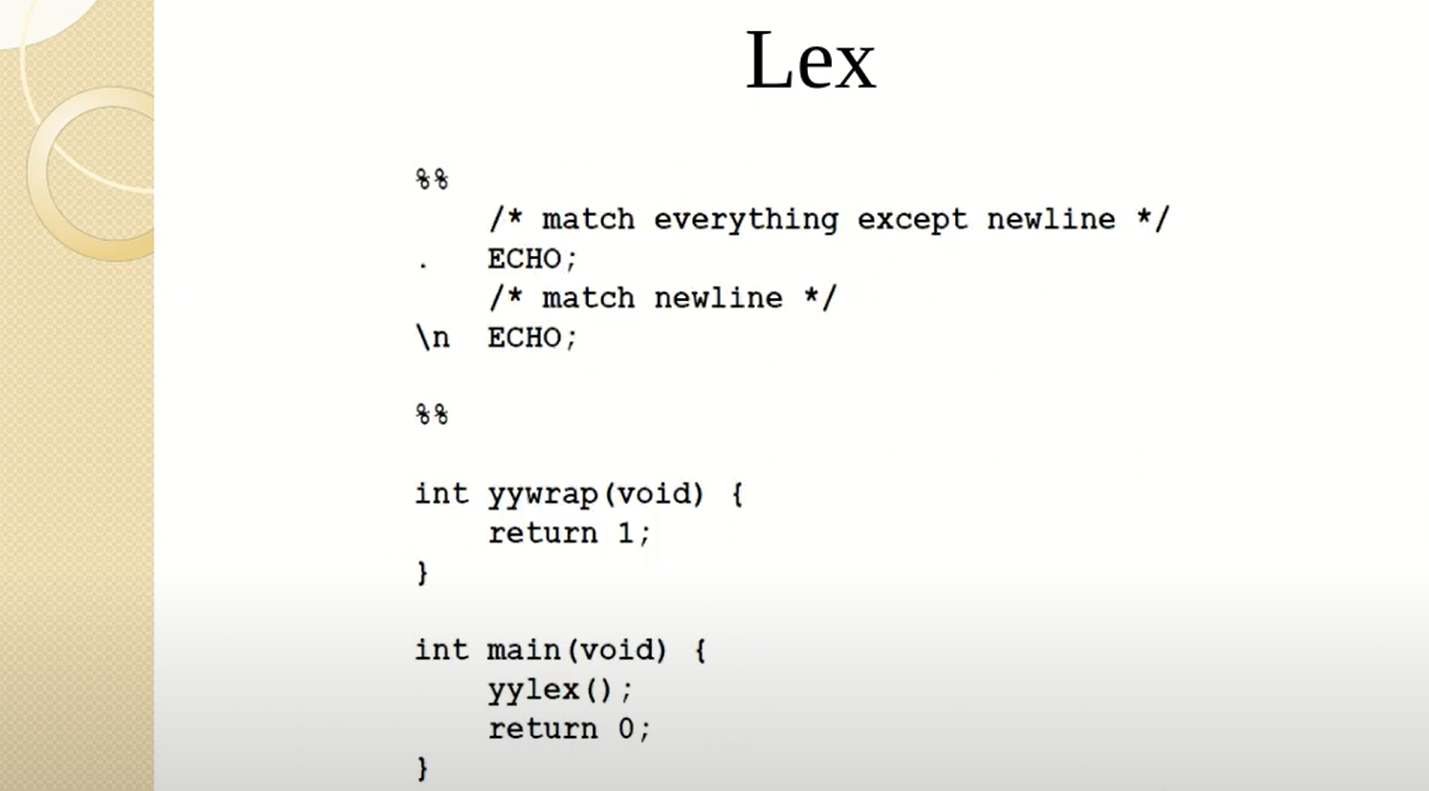 Lex
%%
    /* match everything except newline */
.   ECHO;
    /* match newline */
\n  ECHO;
%%
int yywrap(void) {
    return 1;
}
int main(void) {
    yylex();
    return 0;
}